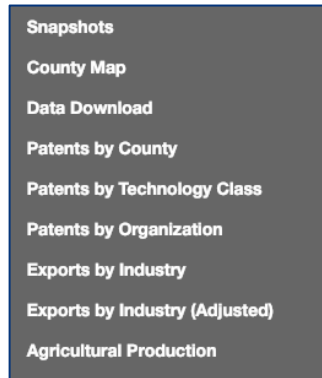 Snapshots
County Map
Data Download
Patents by County
Patents by Technology Class
Patents by Organization
Exports by Industry
Exports by Industry (Adjusted)
Agricultural Production